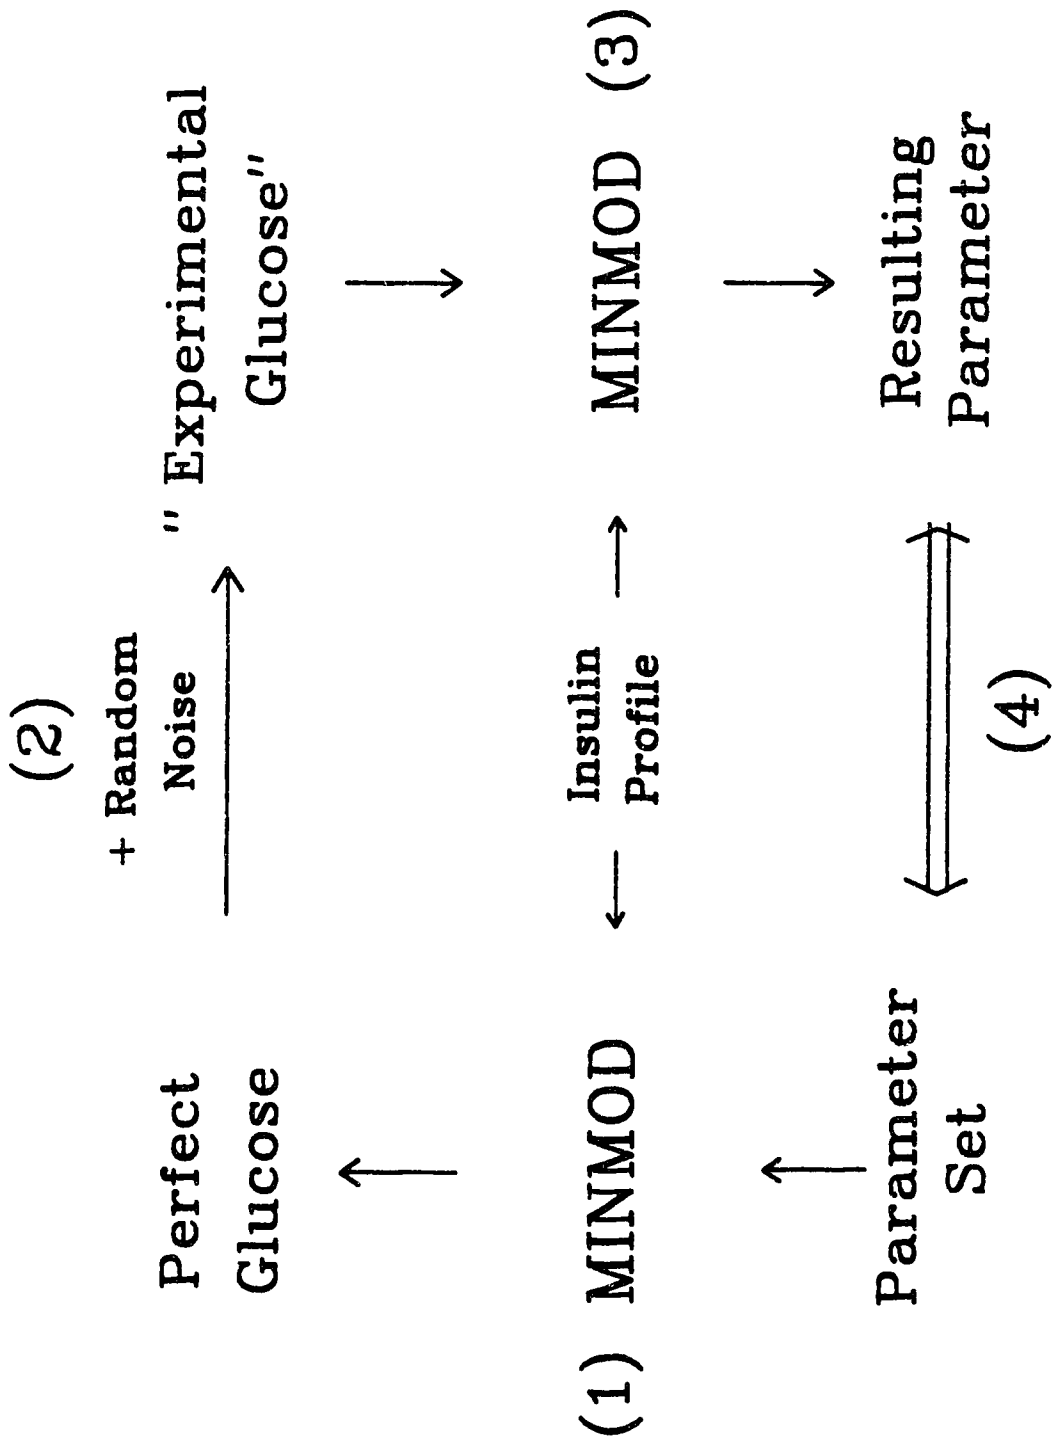 (2)
+ Random
Noise
Perfect
Glucose
" Experimental
Glucose"
(1) MINMOD
Insulin
Profile
MINMOD (3)
Parameter
Set
(4)
Resulting
Parameter